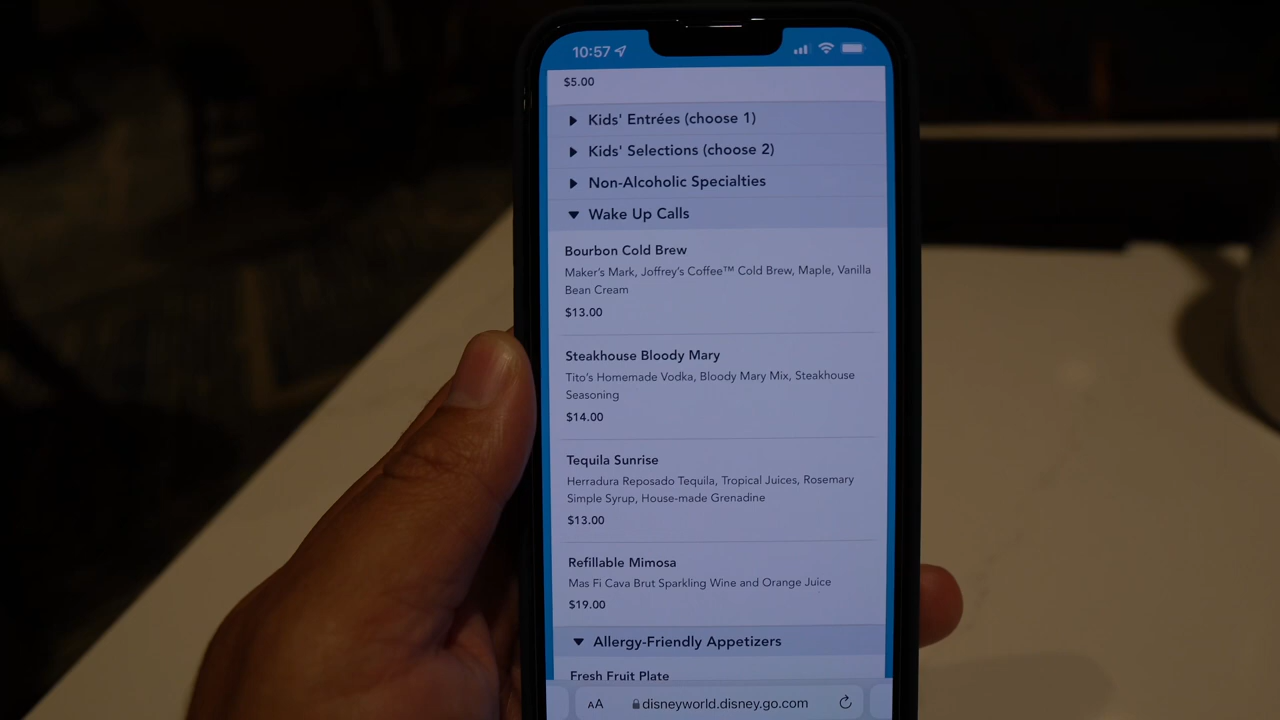 10:57
$5.00
Kids' Entrées (choose 1)
Kids' Selections (choose 2)
Non-Alcoholic Specialties
Wake Up Calls
Bourbon Cold Brew
Maker's Mark, Joffrey's Coffee™ Cold Brew, Maple, Vanilla
Bean Cream
$13.00
Steakhouse Bloody Mary
Tito's Homemade Vodka, Bloody Mary Mix, Steakhouse
Seasoning
$14.00
Tequila Sunrise
Herradura Reposado Tequila, Tropical Juices, Rosemary
Simple Syrup, House-made Grenadine
$13.00
Refillable Mimosa
Mas Fi Cava Brut Sparkling Wine and Orange Juice
$19.00
Allergy-Friendly Appetizers
Fresh Fruit Plate
AA disneyworld.disney.go.com